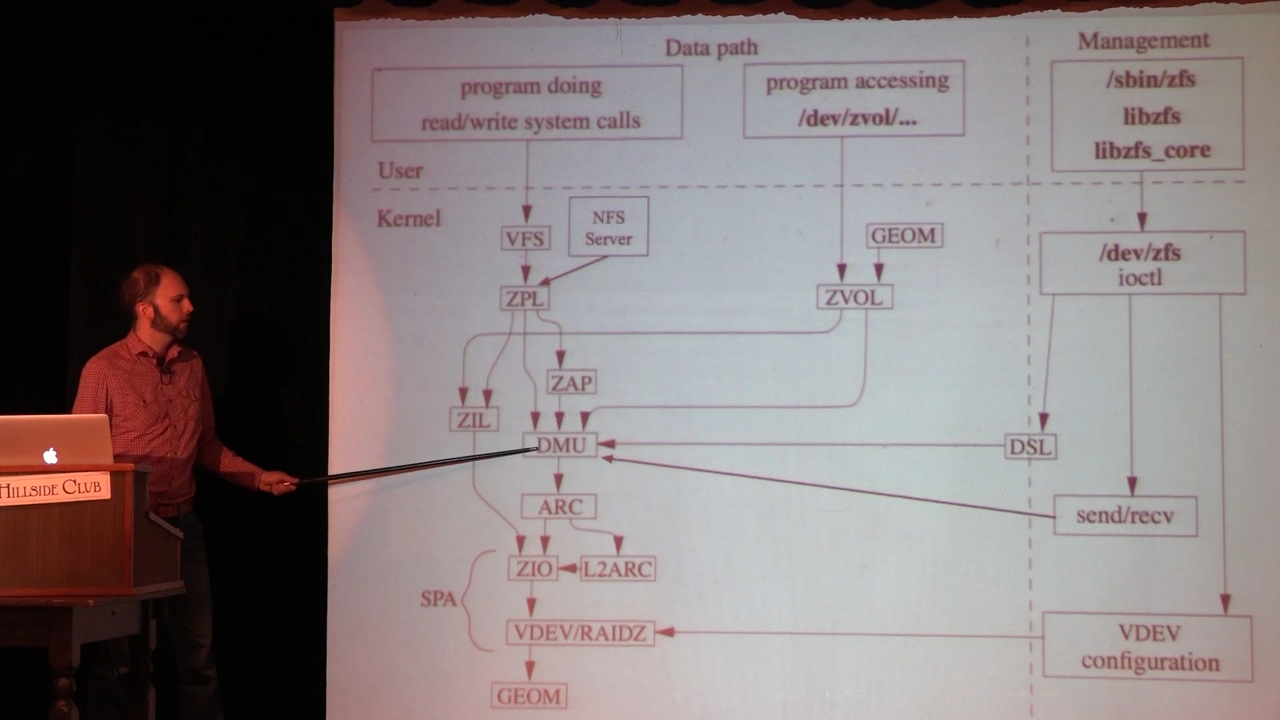 Data path
Management
program doing
read/write system calls
program accessing
/dev/zvol/...
/sbin/zfs
libzfs
libzfs_core
User
Kernel
VFS
NFS
Server
GEOM
/dev/zfs
ioctl
ZPL
ZVOL
ZAP
ZIL
DMU
DSL
ARC
send/recv
ZIO
L2ARC
SPA
VDEV/RAIDZ
VDEV
configuration
GEOM
HILLSIDE CLUB